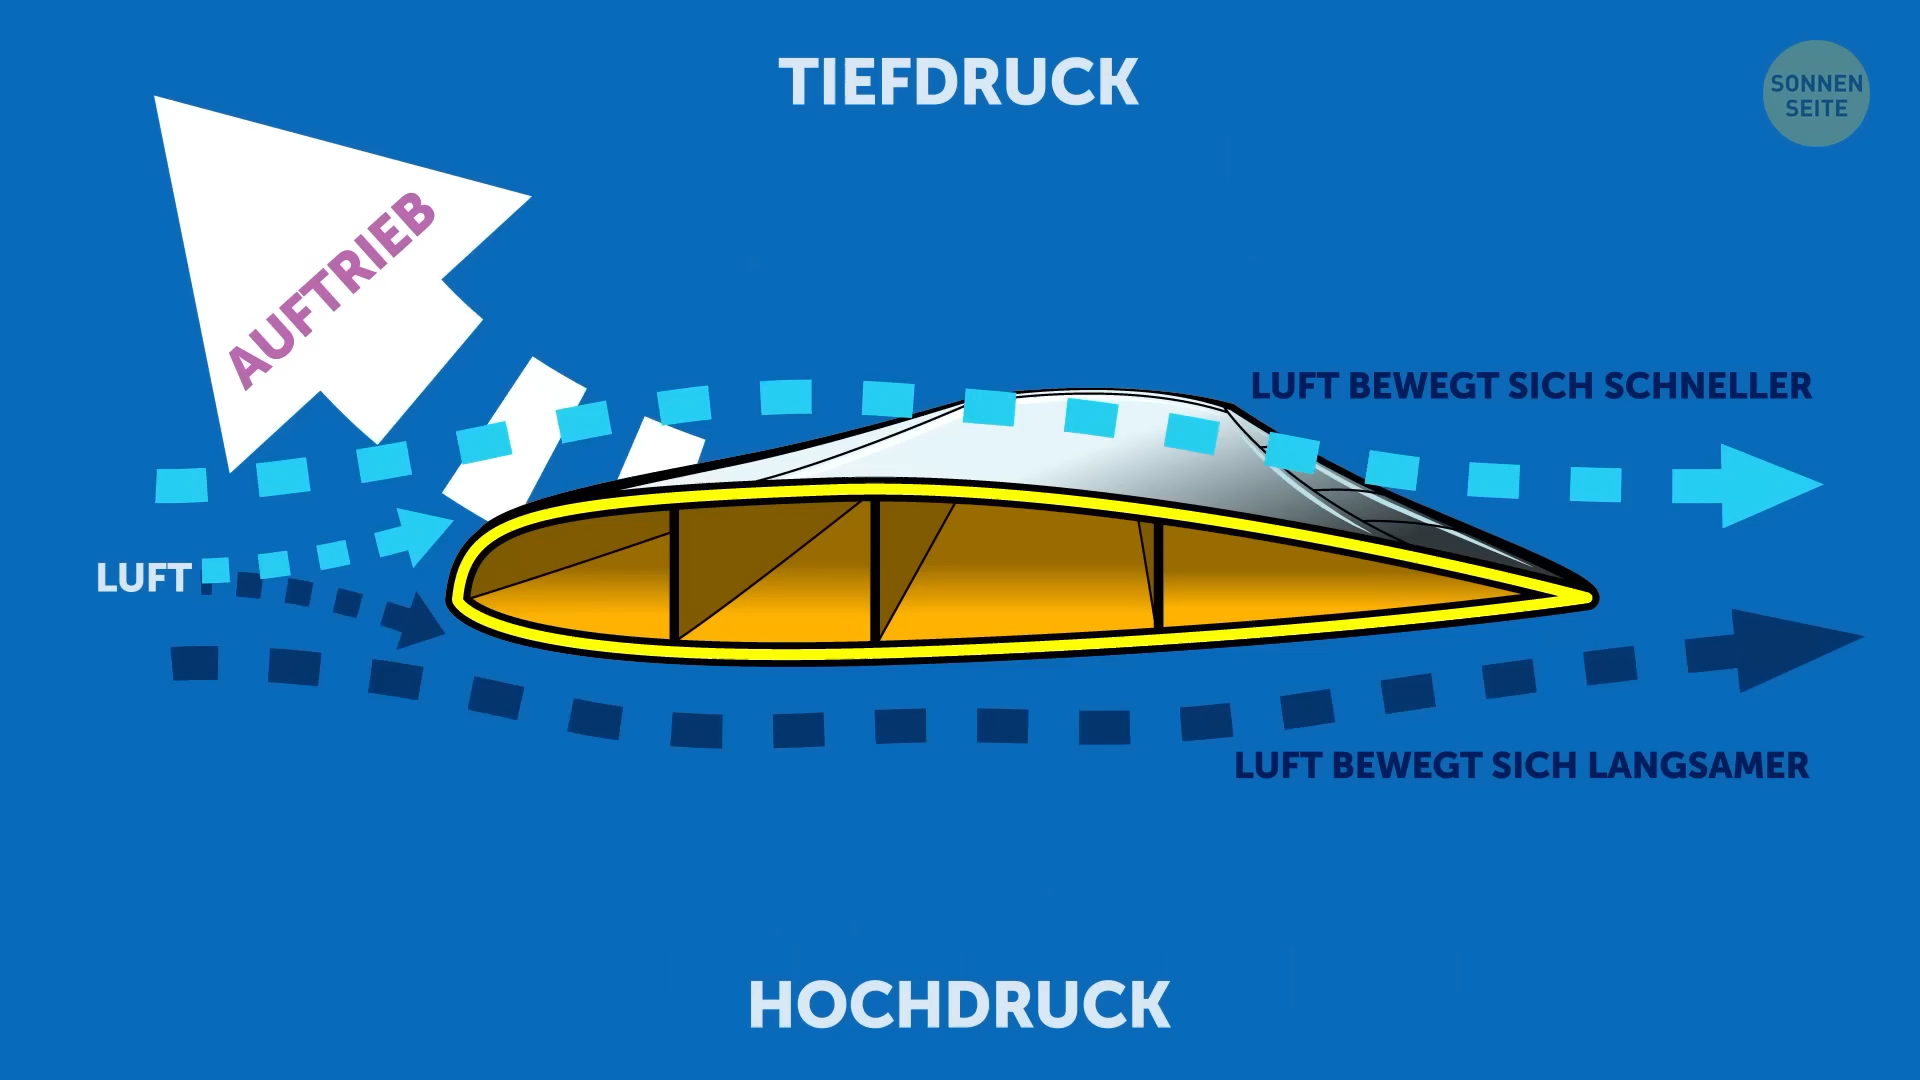 TIEFDRUCK
SONNEN
SEITE
AUFTRIEB
LUFT BEWEGT SICH SCHNELLER
LUFT
LUFT BEWEGT SICH LANGSAMER
HOCHDRUCK